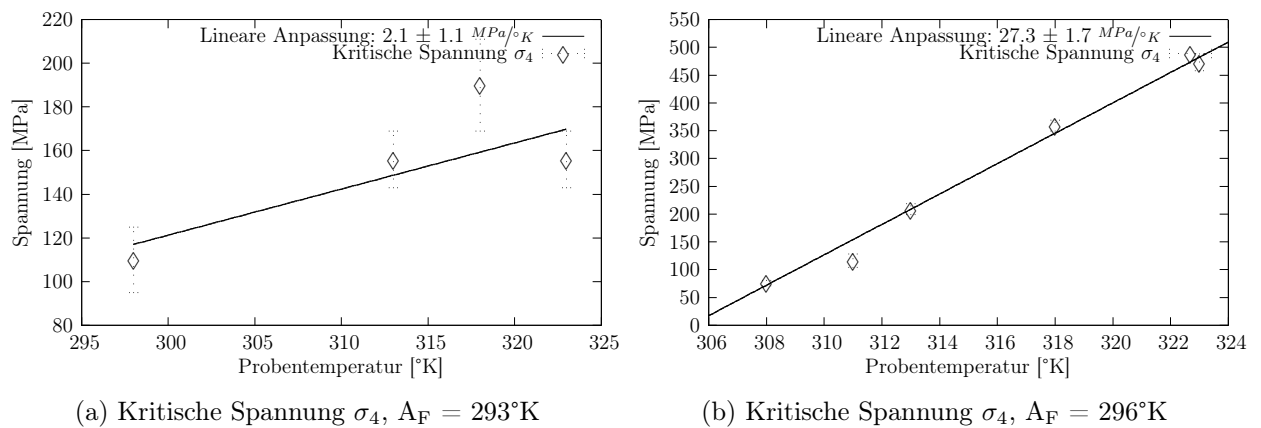 220
200
180
160
140
120
100
80
295 300 305 310 315 320 325
Spannung [MPa]
Probentemperatur [°K]
Lineare Anpassung: 2.1 ± 1.1 MPa/°K
Kritische Spannung σ4
(a) Kritische Spannung σ4, AF = 293°K
550
500
450
400
350
300
250
200
150
100
50
0
306 308 310 312 314 316 318 320 322 324
Spannung [MPa]
Probentemperatur [°K]
Lineare Anpassung: 27.3 ± 1.7 MPa/°K
Kritische Spannung σ4
(b) Kritische Spannung σ4, AF = 296°K